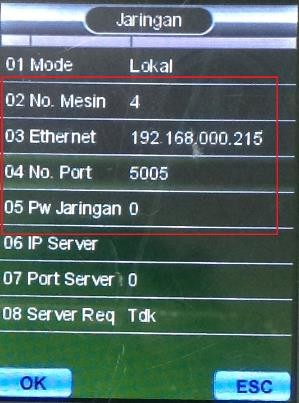 Jaringan
01 Mode Lokal
02 No. Mesin 4
03 Ethernet 192.168.000.215
04 No. Port 5005
05 Pw Jaringan 0
06 IP Server
07 Port Server 0
08 Server Req Tdk
OK ESC